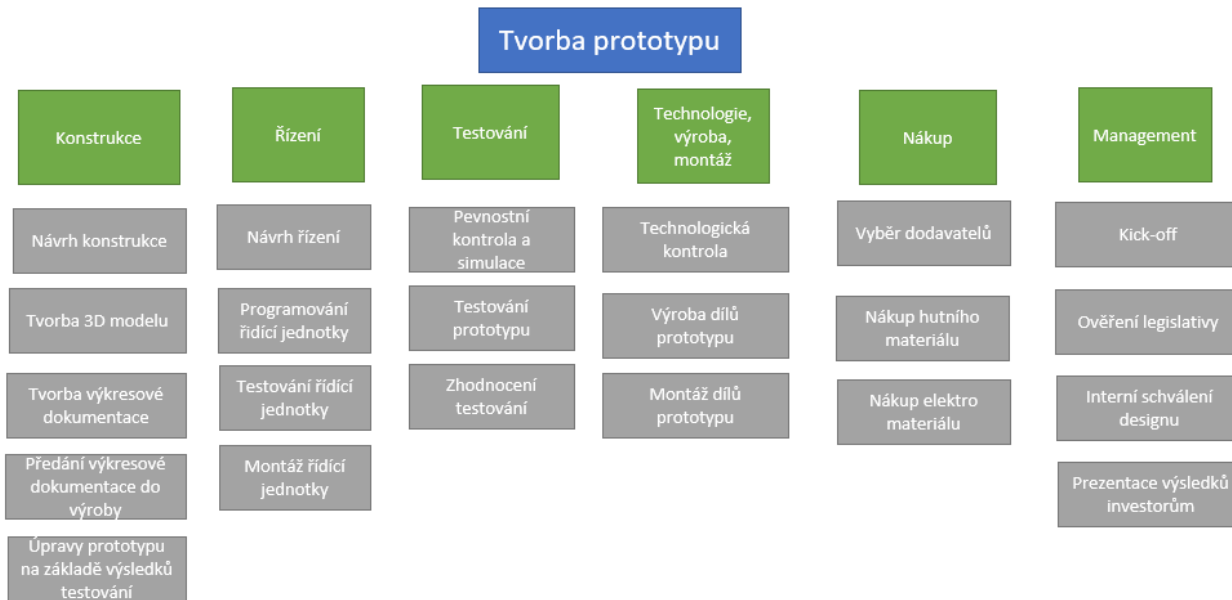 Tvorba prototypu
Konstrukce
Řízení
Testování
Technologie,
výroba,
montáž
Nákup
Management
Návrh konstrukce
Tvorba 3D modelu
Tvorba výkresové
dokumentace
Předání výkresové
dokumentace do
výroby
Úpravy prototypu
na základě výsledků
testování
Návrh řízení
Programování
řidící jednotky
Testování řídící
jednotky
Montáž řídící
jednotky
Pevnostní
kontrola a
simulace
Testování
prototypu
Zhodnocení
testování
Technologická
kontrola
Výroba dílů
prototypu
Montáž dílů
prototypu
Vyběr dodavatelů
Nákup hutního
materiálu
Nákup elektro
materiálu
Kick-off
Ověření legislativy
Interní schválení
designu
Prezentace výsledků
investorům